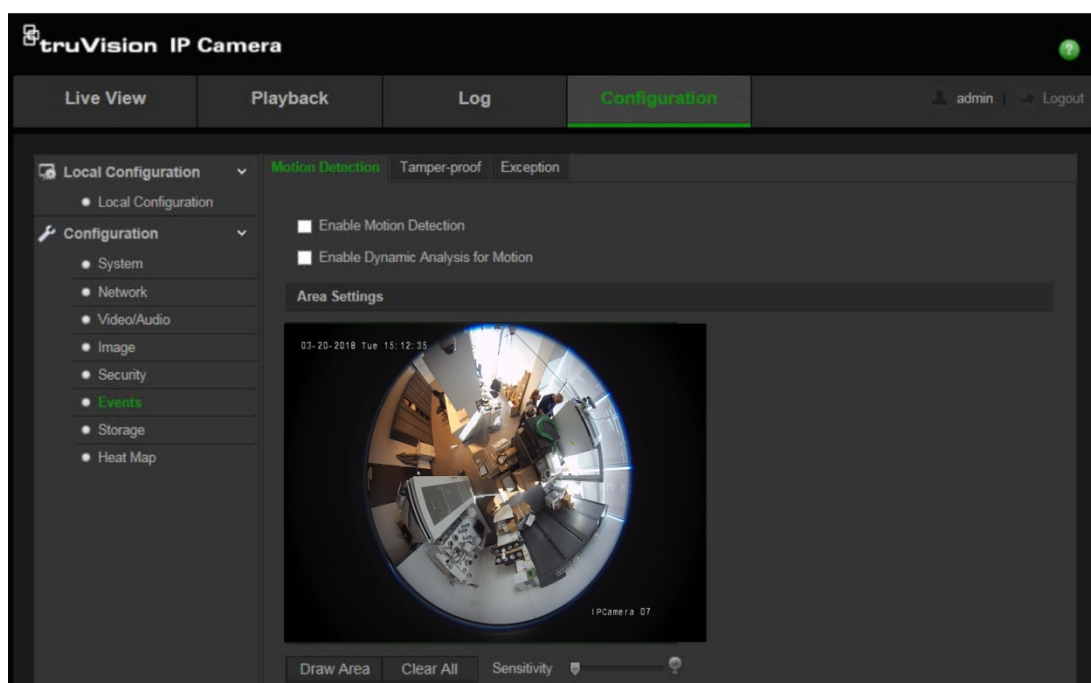 truVision IP Camera
?
Live View
Playback
Log
Configuration
admin | Logout
Local Configuration
Local Configuration
Configuration
System
Network
Video/Audio
Image
Security
Events
Storage
Heat Map
Motion Detection
Tamper-proof
Exception
Enable Motion Detection
Enable Dynamic Analysis for Motion
Area Settings
03-20-2018 Tue 15:12:35
IPCamera 07
Draw Area
Clear All
Sensitivity